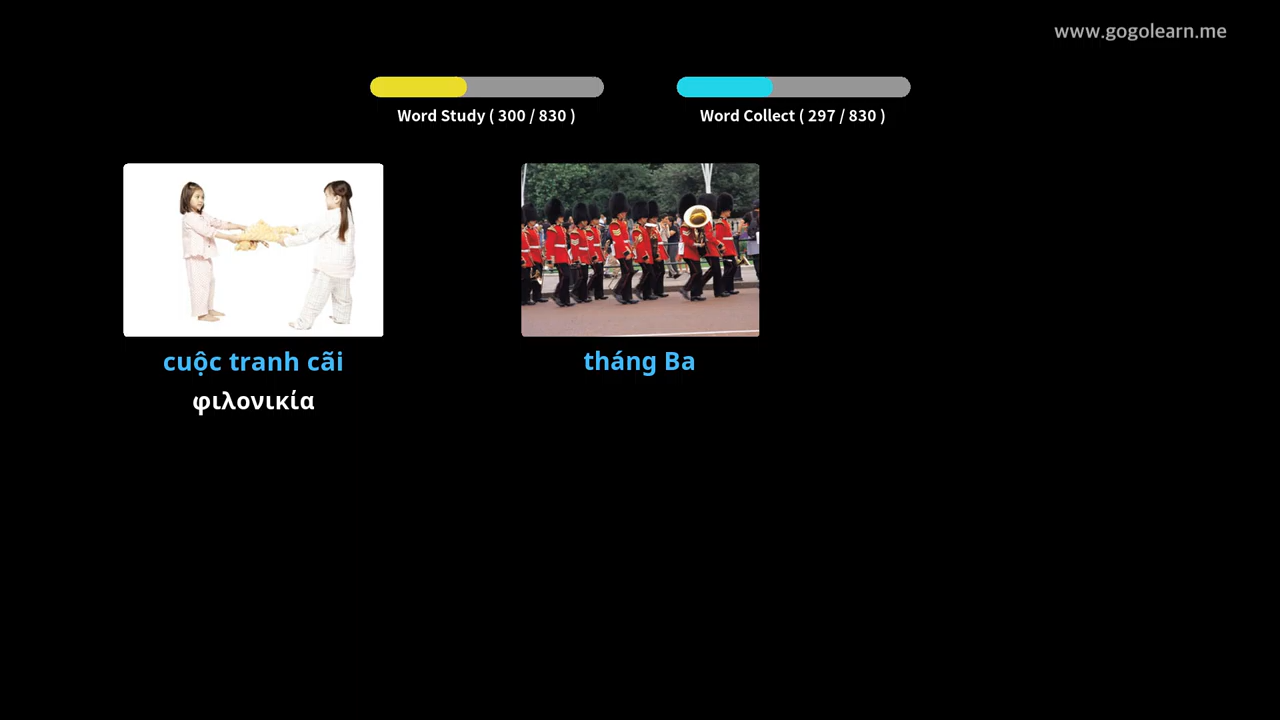 www.gogolearn.me
Word Study ( 300 / 830 )
Word Collect ( 297 / 830 )
cuộc tranh cãi
φιλονικία
tháng Ba